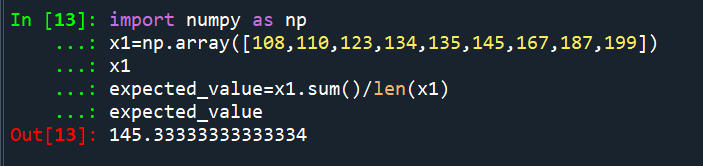 In [13]: import numpy as np
...: x1=np.array([108,110,123,134,135,145,167,187,199])
...: x1
...: expected_value=x1.sum()/len(x1)
...: expected_value
Out[13]: 145.33333333333334